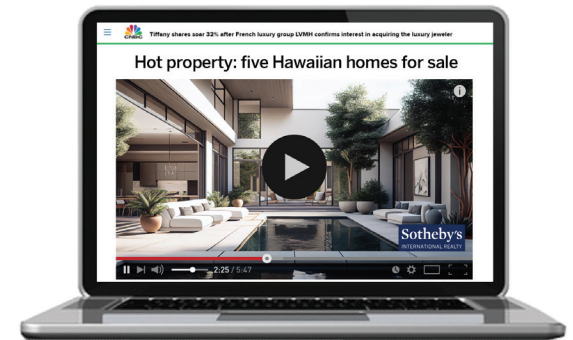 CNBC
Tiffany shares soar 32% after French luxury group LVMH confirms interest in acquiring the luxury jeweler
Hot property: five Hawaiian homes for sale
i
Sotheby's
INTERNATIONAL REALTY
2:25 / 5:47